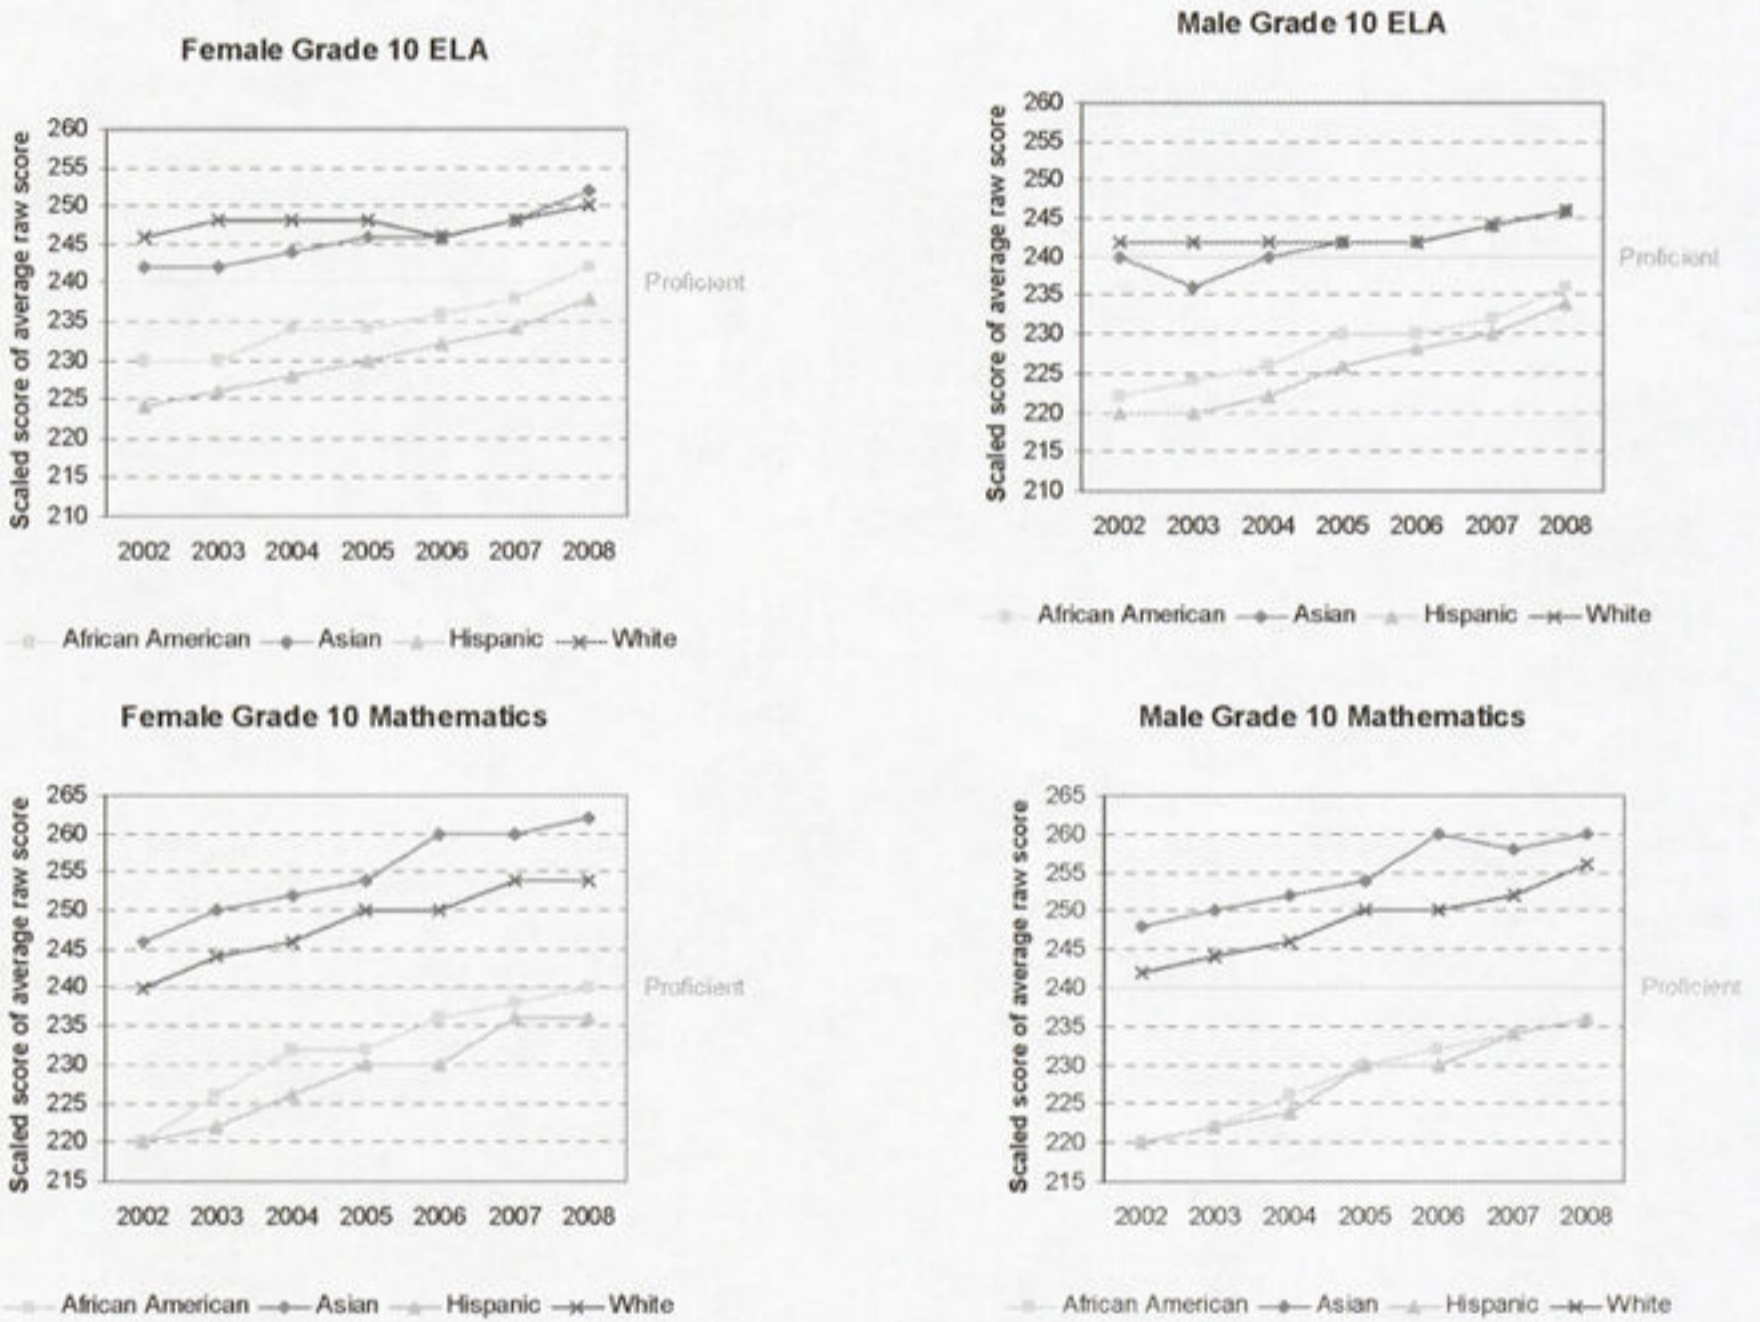 Female Grade 10 ELA
Scaled score of average raw score
260
255
250
245
240
235
230
225
220
215
210
Proficient
2002 2003 2004 2005 2006 2007 2008
African American Asian Hispanic White
Male Grade 10 ELA
Scaled score of average raw score
260
255
250
245
240
235
230
225
220
215
210
Proficient
2002 2003 2004 2005 2006 2007 2008
African American Asian Hispanic White
Female Grade 10 Mathematics
Scaled score of average raw score
265
260
255
250
245
240
235
230
225
220
215
Proficient
2002 2003 2004 2005 2006 2007 2008
African American Asian Hispanic White
Male Grade 10 Mathematics
Scaled score of average raw score
265
260
255
250
245
240
235
230
225
220
215
Proficient
2002 2003 2004 2005 2006 2007 2008
African American Asian Hispanic White